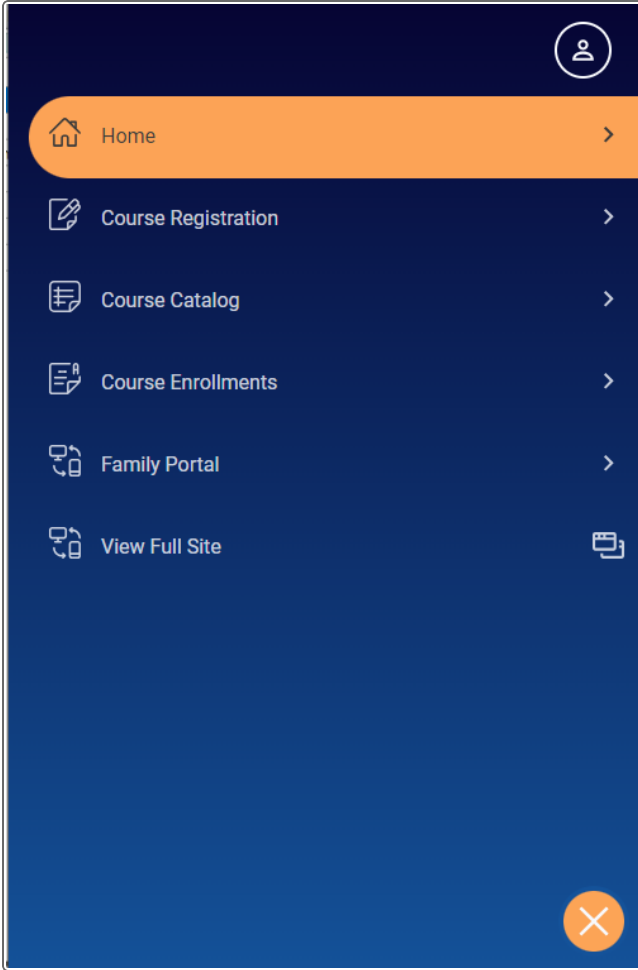 Home
Course Registration
Course Catalog
Course Enrollments
Family Portal
View Full Site